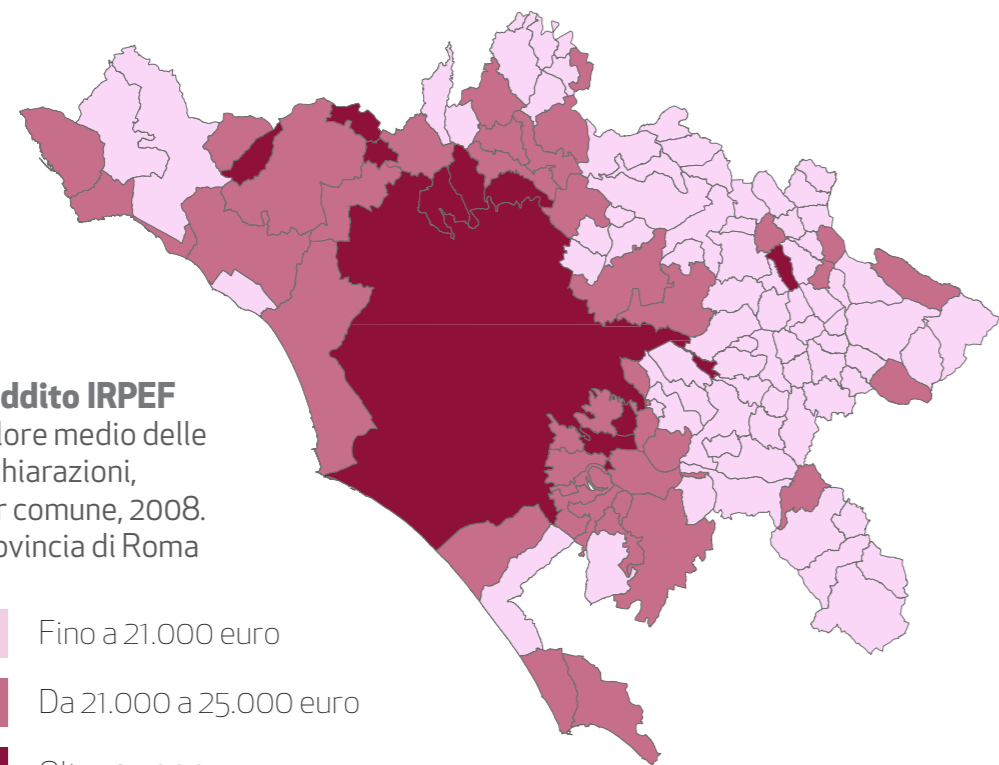 ddito IRPEF
lore medio delle
chiarazioni,
r comune, 2008.
ovincia di Roma
Fino a 21.000 euro
Da 21.000 a 25.000 euro